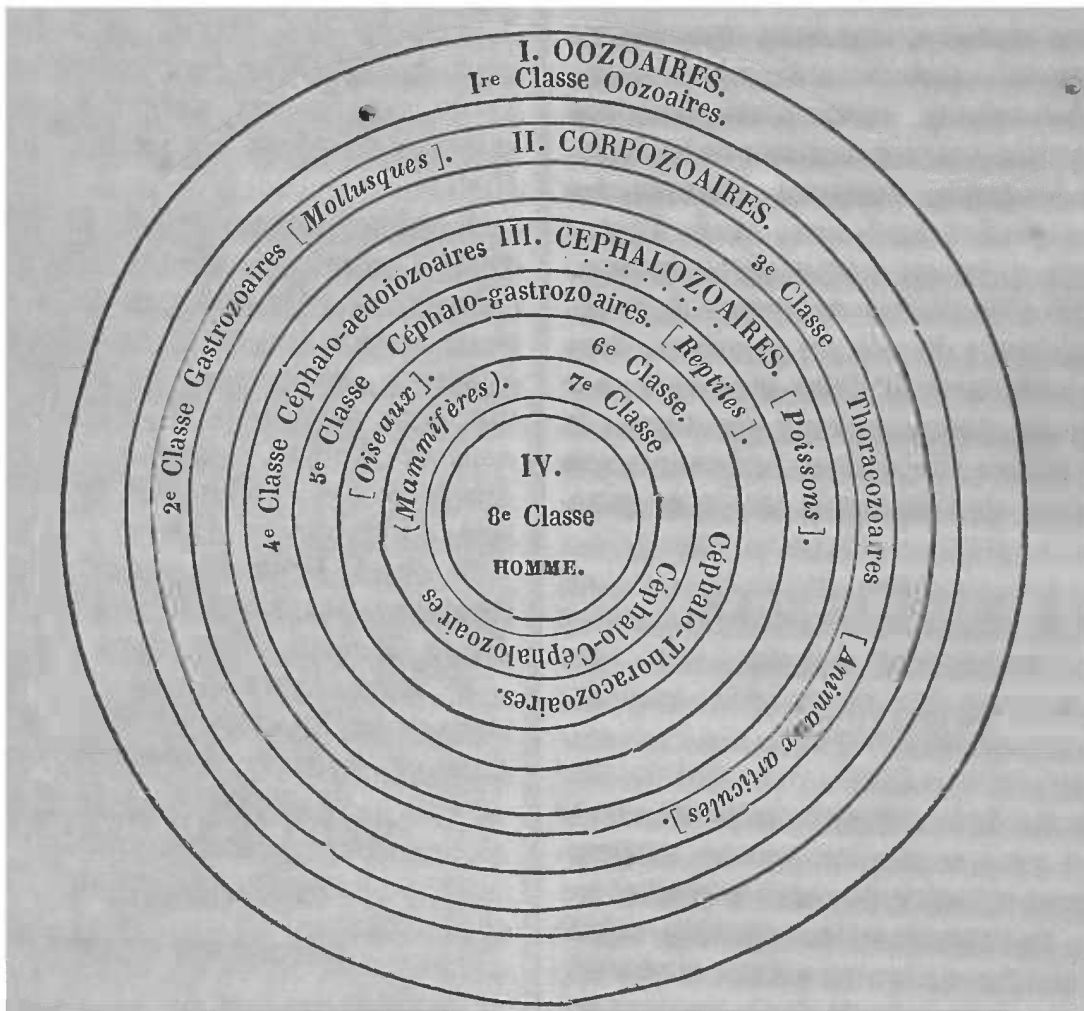 I. OOZOAIRES.
Ire Classe Oozoaires.
II. CORPOZOAIRES.
2e Classe Gastrozoaires [Mollusques].
3e Classe Thoracozoaires [Animaux articulés].
III. CEPHALOZOAIRES.
4e Classe Céphalo-aedoiozoaires [Poissons].
5e Classe Céphalo-gastrozoaires. [Reptiles].
6e Classe. Céphalo-Thoracozoaires. [Oiseaux].
7e Classe Céphalo-Céphalozoaires (Mammifères).
IV.
8e Classe
HOMME.